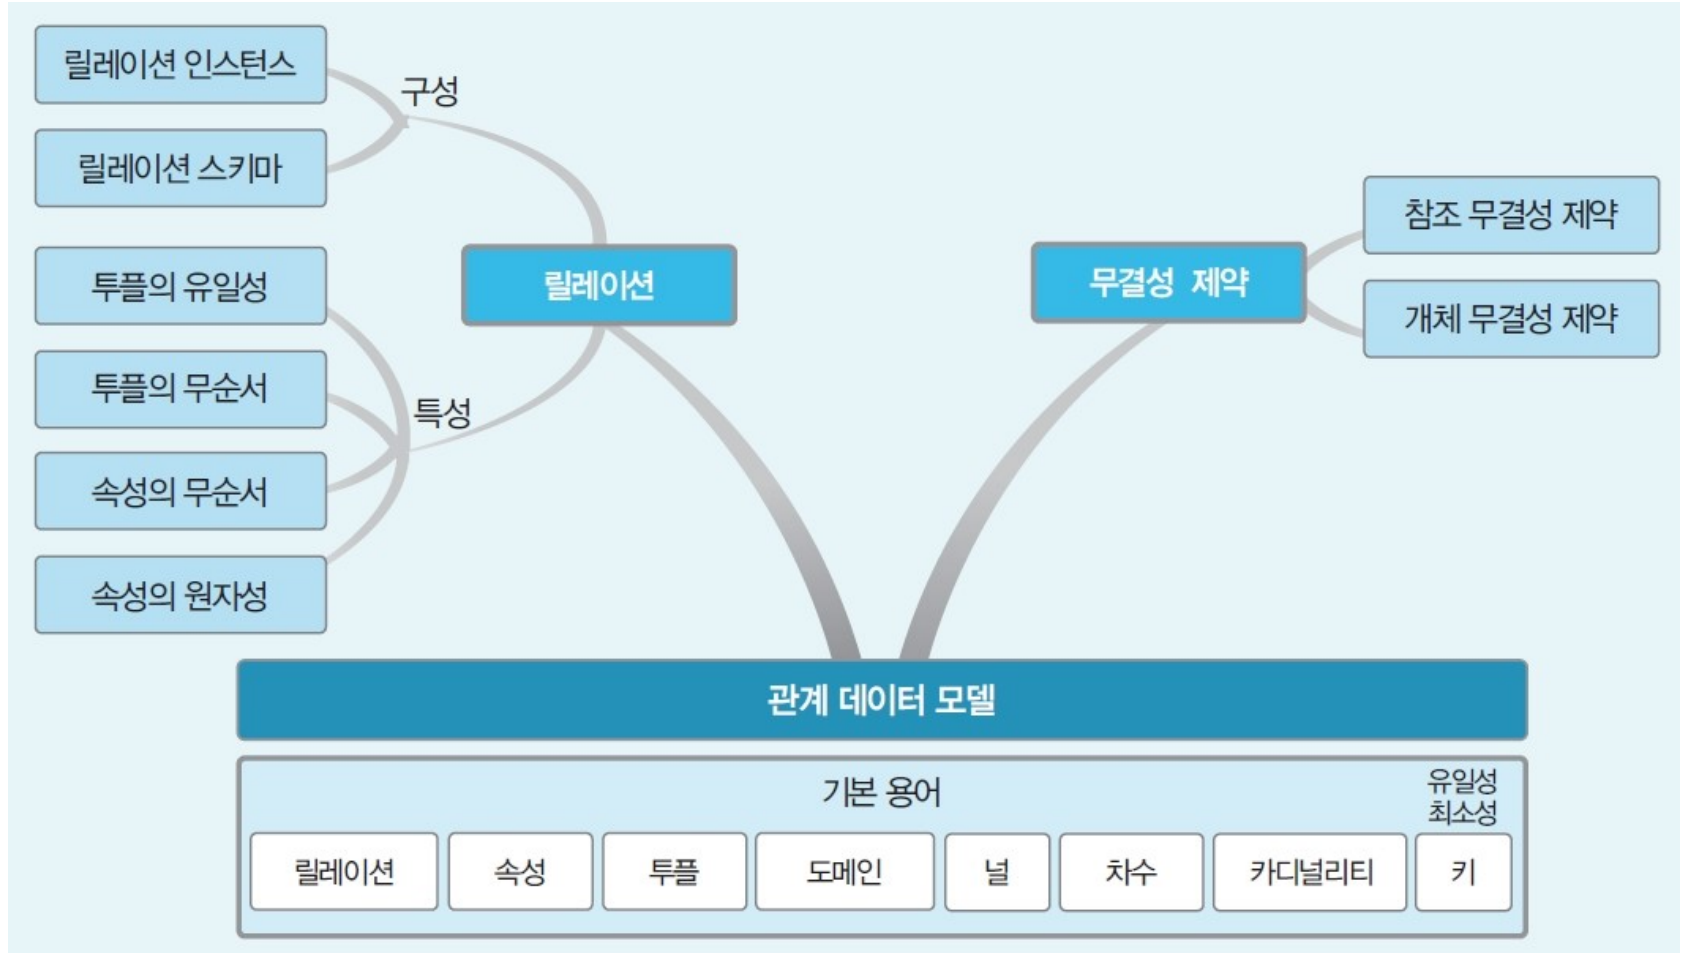 릴레이션 인스턴스
구성
릴레이션 스키마
투플의 유일성
투플의 무순서
특성
속성의 무순서
속성의 원자성
릴레이션
무결성 제약
참조 무결성 제약
개체 무결성 제약
관계 데이터 모델
기본 용어
유일성
최소성
릴레이션
속성
투플
도메인
널
차수
카디널리티
키